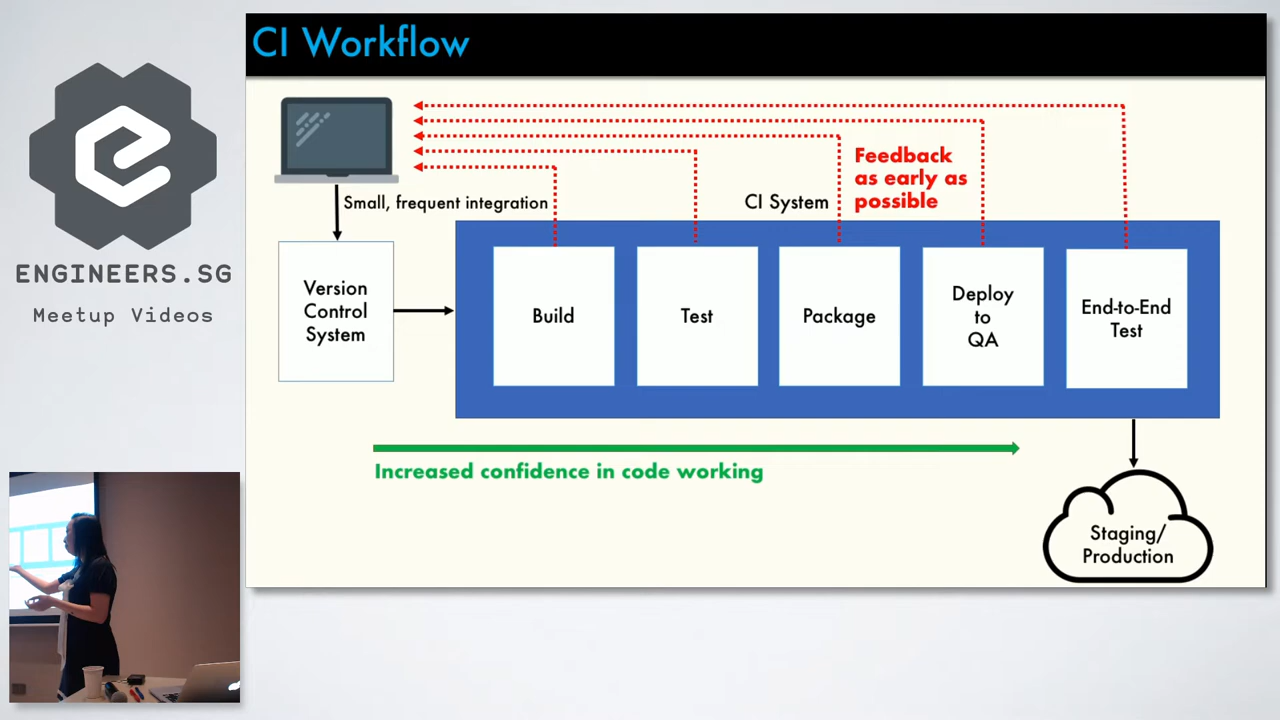 CI Workflow
ENGINEERS.SG
Meetup Videos
Small, frequent integration
CI System
Feedback
as early as
possible
Version
Control
System
Build
Test
Package
Deploy
to
QA
End-to-End
Test
Increased confidence in code working
Staging/
Production